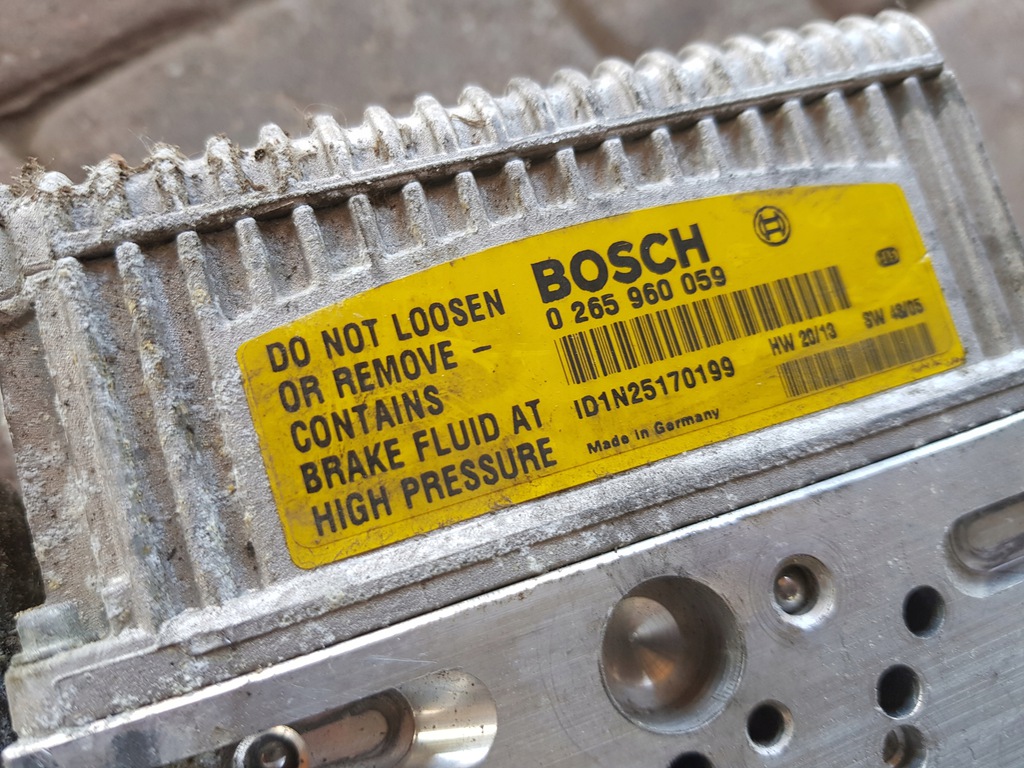 DO NOT LOOSEN
OR REMOVE –
CONTAINS
BRAKE FLUID AT
HIGH PRESSURE
BOSCH
0 265 960 059
ID1N25170199
HW 20/13 SW 43/05
Made in Germany